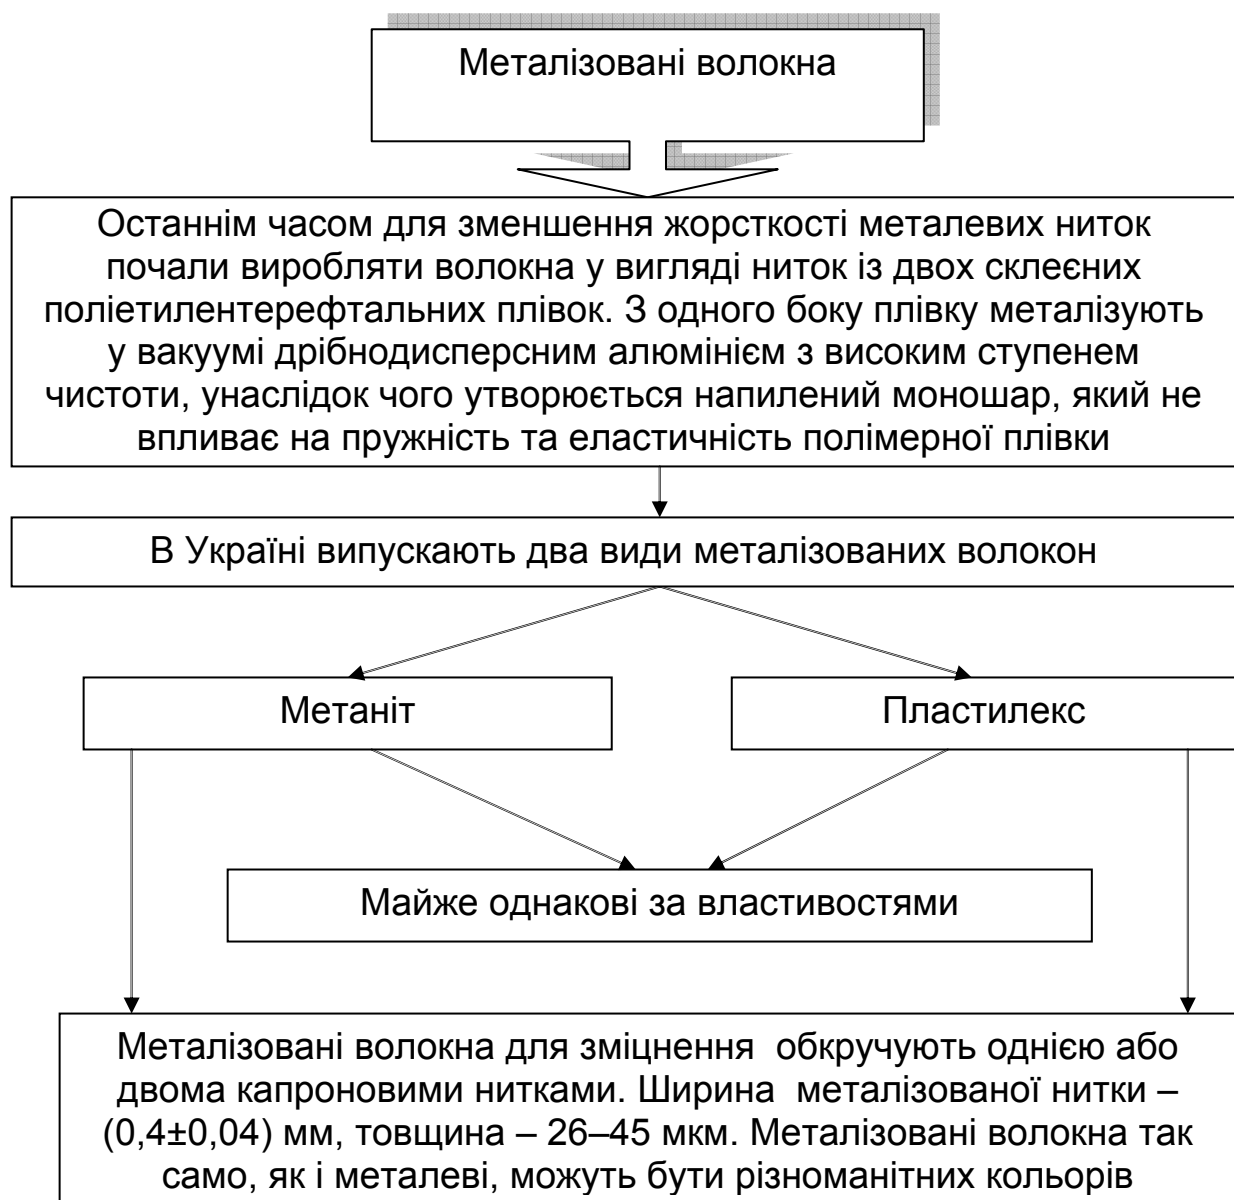 Металізовані волокна
Останнім часом для зменшення жорсткості металевих ниток
почали виробляти волокна у вигляді ниток із двох склеєних
поліетилентерефтальних плівок. З одного боку плівку металізують
у вакуумі дрібнодисперсним алюмінієм з високим ступенем
чистоти, унаслідок чого утворюється напилений моношар, який не
впливає на пружність та еластичність полімерної плівки
В Україні випускають два види металізованих волокон
Метаніт
Пластилекс
Майже однакові за властивостями
Металізовані волокна для зміцнення обкручують однією або
двома капроновими нитками. Ширина металізованої нитки –
(0,4±0,04) мм, товщина – 26–45 мкм. Металізовані волокна так
само, як і металеві, можуть бути різноманітних кольорів